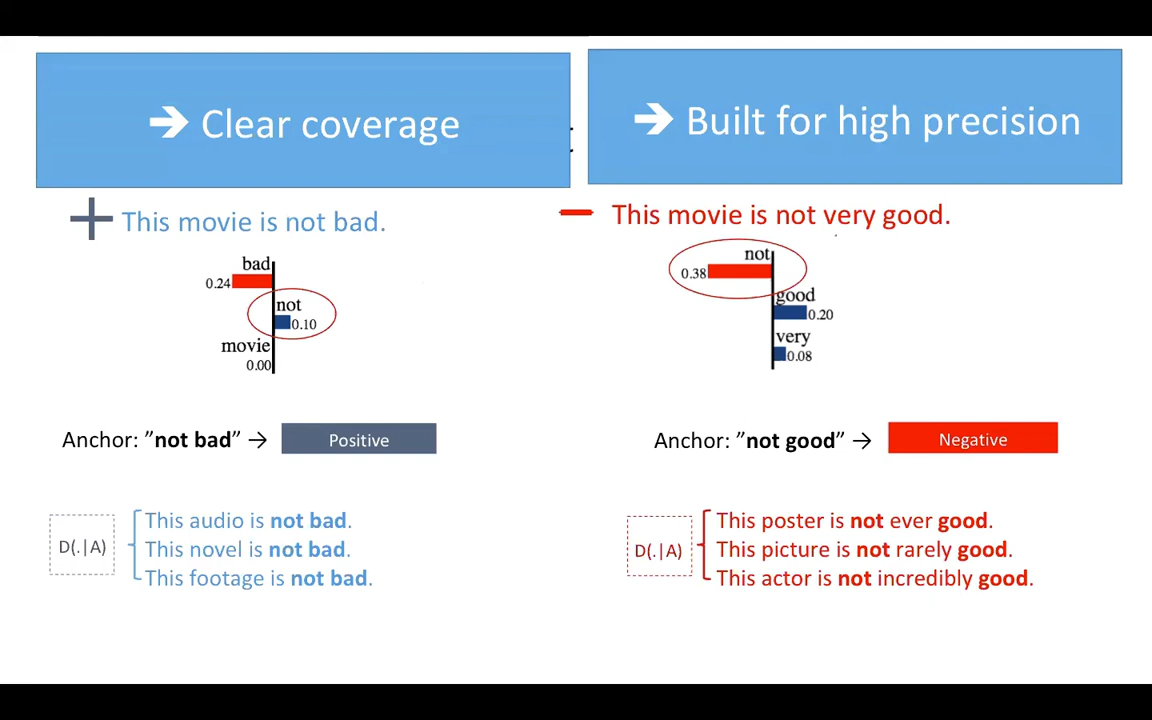 ➔ Clear coverage
➔ Built for high precision
+ This movie is not bad.
bad
0.24
not
0.10
movie
0.00
Anchor: ”not bad” → Positive
D(.|A)
This audio is not bad.
This novel is not bad.
This footage is not bad.
− This movie is not very good.
not
0.38
good
0.20
very
0.08
Anchor: ”not good” → Negative
D(.|A)
This poster is not ever good.
This picture is not rarely good.
This actor is not incredibly good.